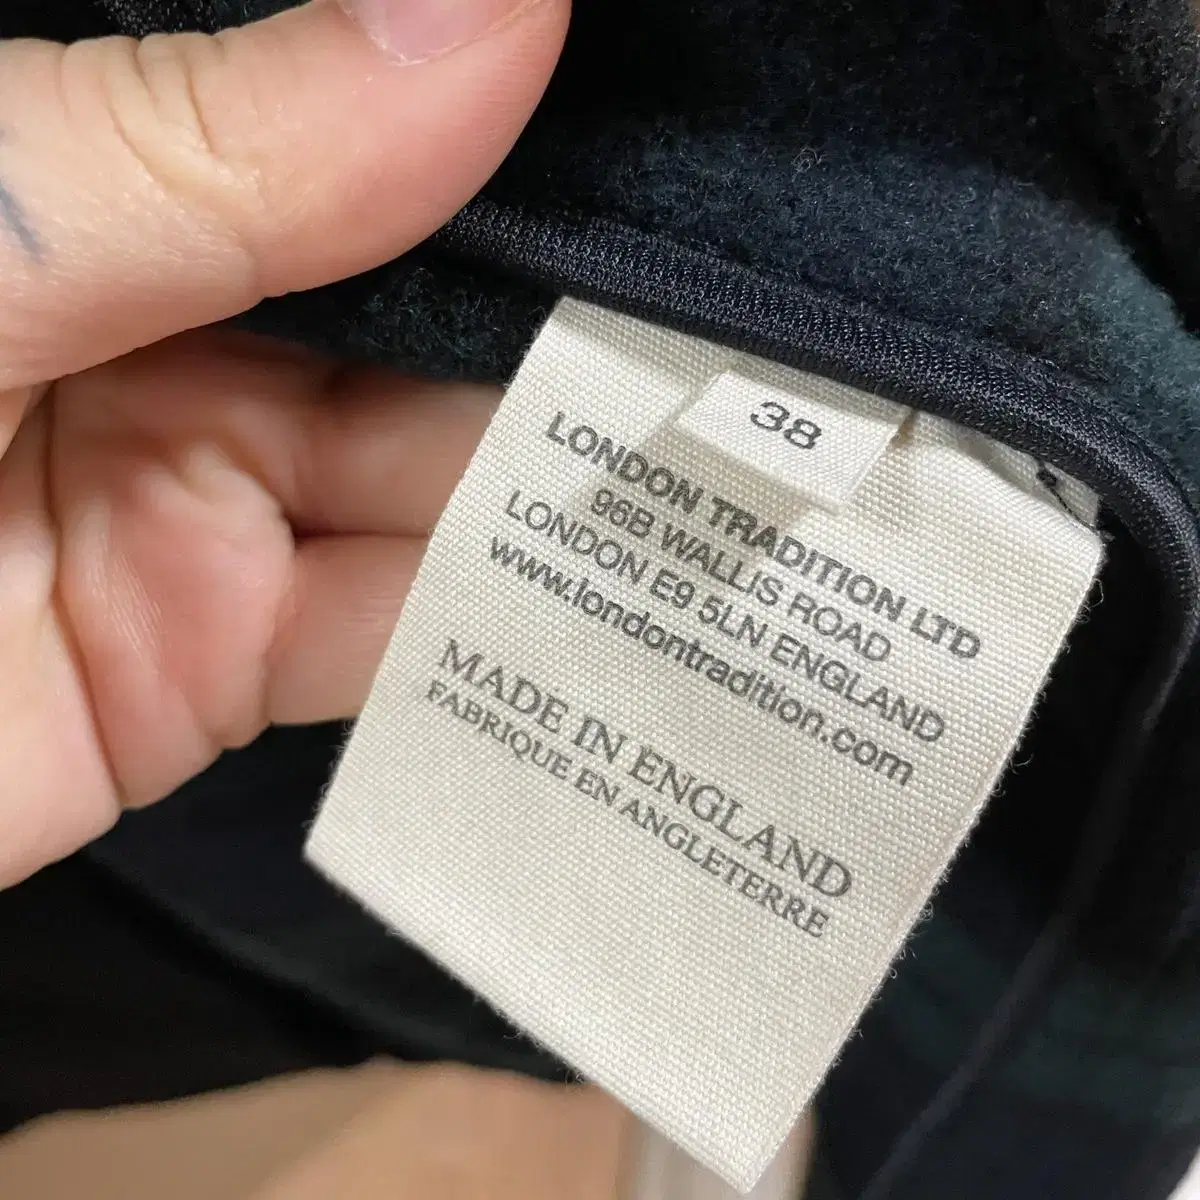 38
LONDON TRADITION LTD
96B WALLIS ROAD
LONDON E9 5LN ENGLAND
www.londontradition.com
MADE IN ENGLAND
FABRIQUE EN ANGLETERRE